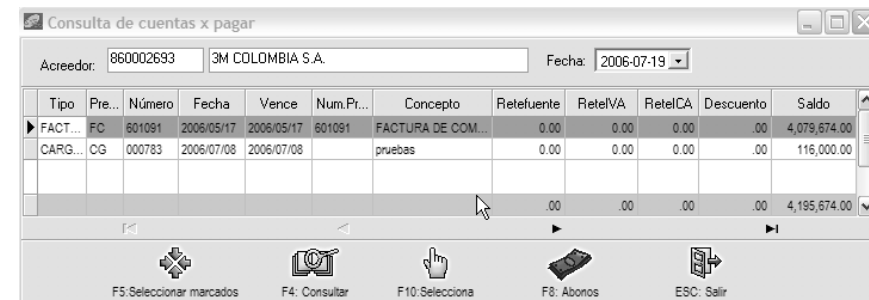 Consulta de cuentas x pagar
Acreedor: 860002693 3M COLOMBIA S.A. Fecha: 2006-07-19
Tipo Pre... Número Fecha Vence Num.Pr... Concepto Retefuente ReteIVA ReteICA Descuento Saldo
FACT... FC 601091 2006/05/17 2006/05/17 601091 FACTURA DE COM... 0.00 0.00 0.00 .00 4,079,674.00
CARG... CG 000783 2006/07/08 2006/07/08 pruebas 0.00 0.00 0.00 .00 116,000.00
.00 .00 .00 .00 4,195,674.00
F5:Seleccionar marcados F4: Consultar F10:Selecciona F8: Abonos ESC: Salir